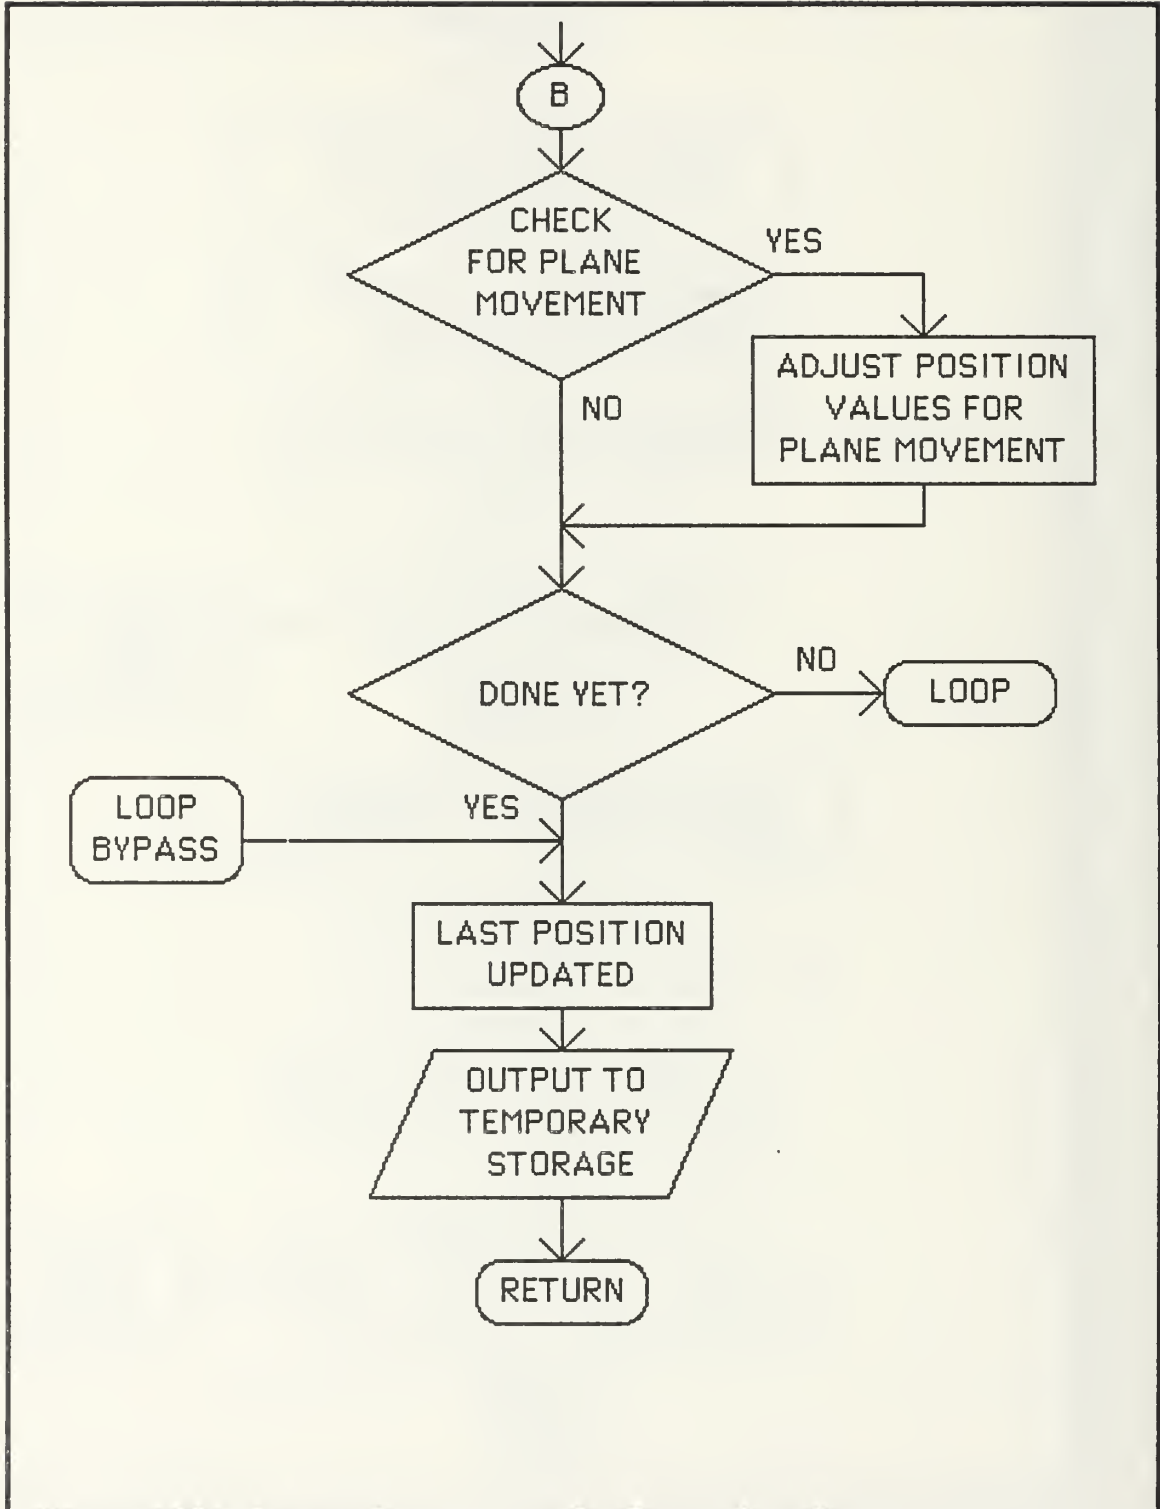 B
CHECK
FOR PLANE
MOVEMENT
YES
ADJUST POSITION
VALUES FOR
PLANE MOVEMENT
NO
DONE YET?
NO
LOOP
YES
LOOP
BYPASS
LAST POSITION
UPDATED
OUTPUT TO
TEMPORARY
STORAGE
RETURN